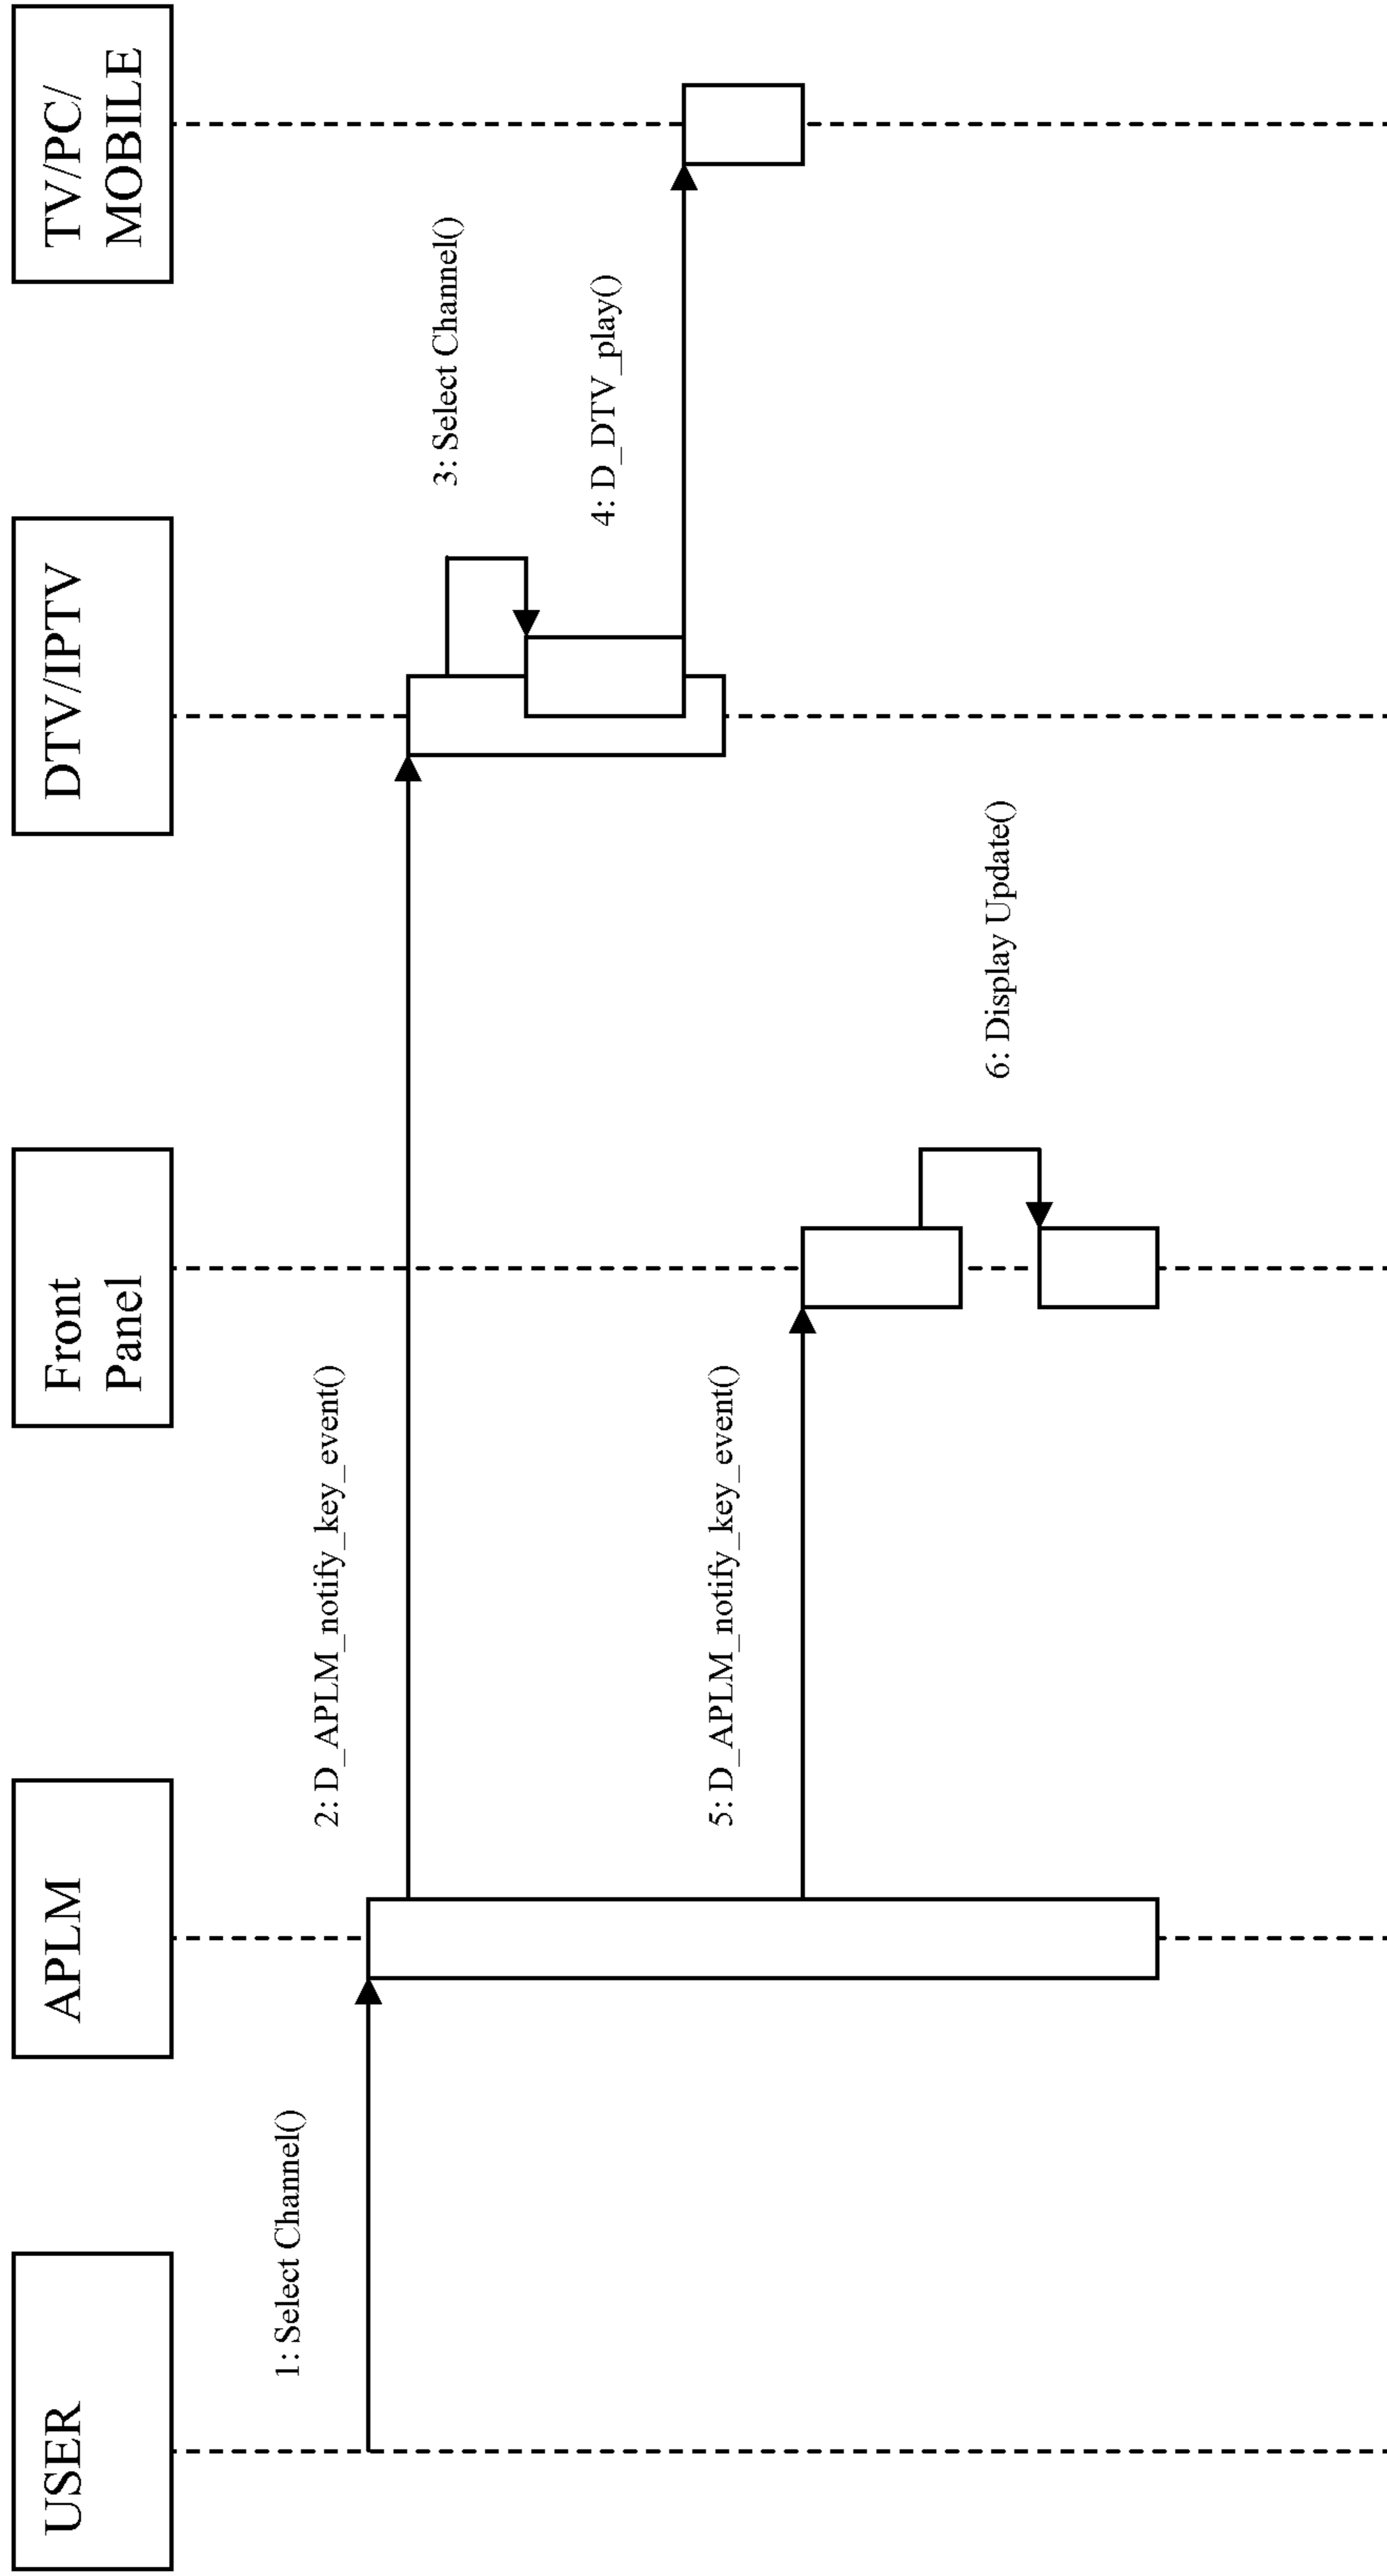 USER
APLM
Front
Panel
DTV/IPTV
TV/PC/
MOBILE
1: Select Channel()
2: D_APLM_notify_key_event()
3: Select Channel()
4: D_DTV_play()
5: D_APLM_notify_key_event()
6: Display Update()